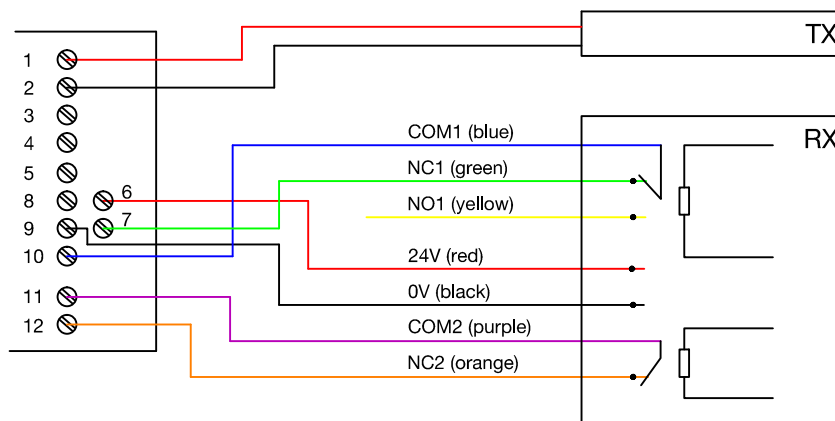 TX
1
2
3
4
5
8
6
9
7
10
11
12
RX
COM1 (blue)
NC1 (green)
NO1 (yellow)
24V (red)
0V (black)
COM2 (purple)
NC2 (orange)